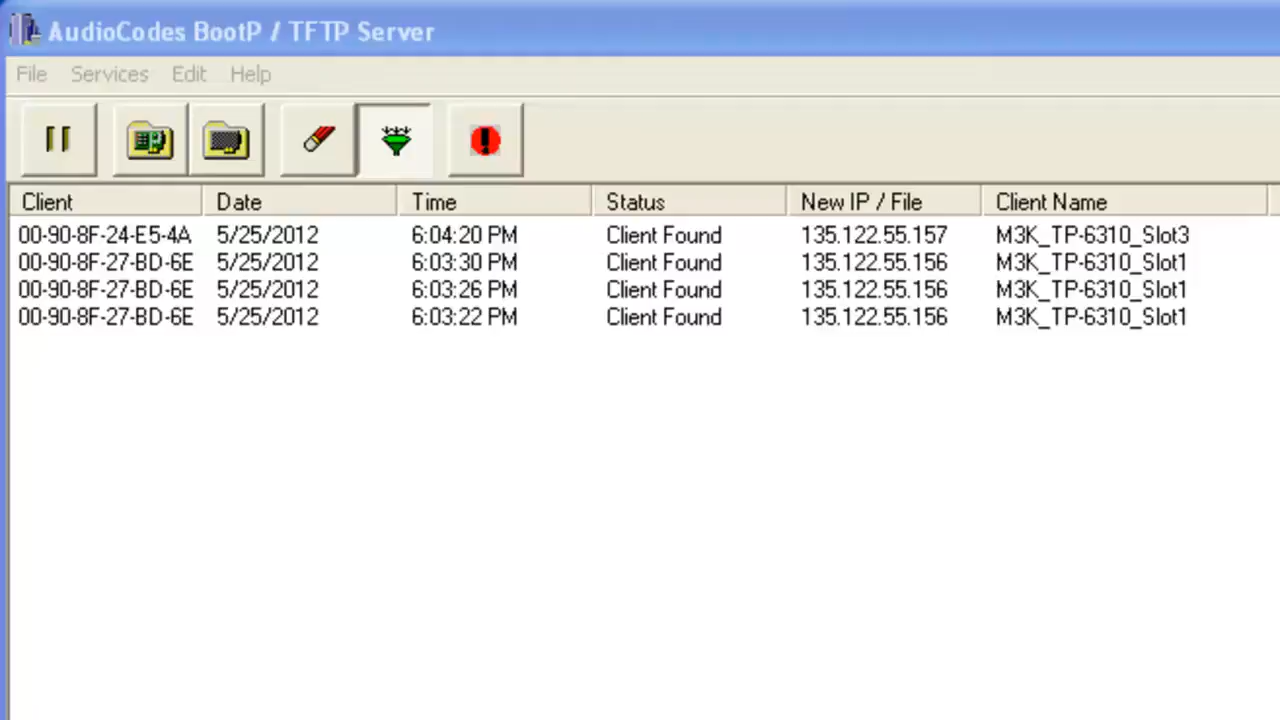 AudioCodes BootP / TFTP Server
File Services Edit Help
Client Date Time Status New IP / File Client Name
00-90-8F-24-E5-4A 5/25/2012 6:04:20 PM Client Found 135.122.55.157 M3K_TP-6310_Slot3
00-90-8F-27-BD-6E 5/25/2012 6:03:30 PM Client Found 135.122.55.156 M3K_TP-6310_Slot1
00-90-8F-27-BD-6E 5/25/2012 6:03:26 PM Client Found 135.122.55.156 M3K_TP-6310_Slot1
00-90-8F-27-BD-6E 5/25/2012 6:03:22 PM Client Found 135.122.55.156 M3K_TP-6310_Slot1